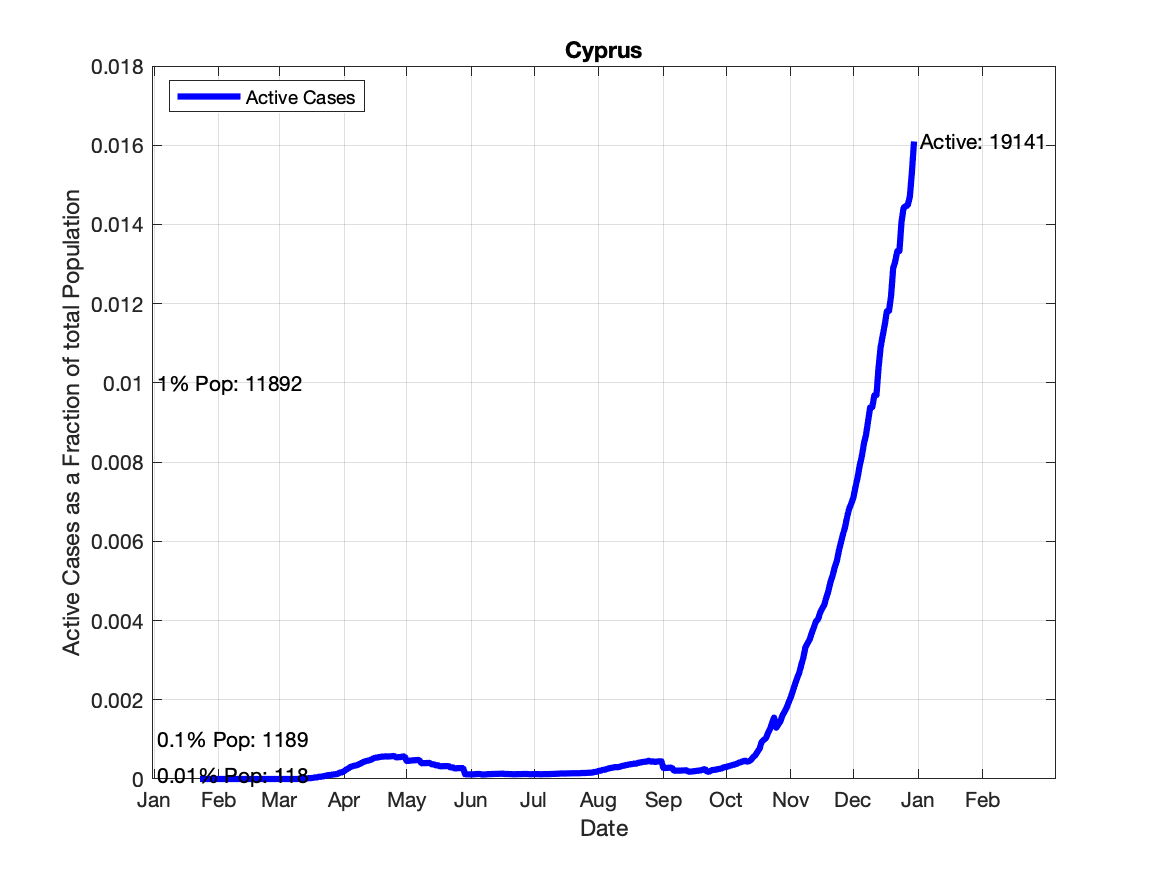 Cyprus
0.018
Active Cases
0.016
Active: 19141
0.014
0.012
0.01
1% Pop: 11892
0.008
0.006
0.004
0.002
0.1% Pop: 1189
0
0.01% Pop: 118
Active Cases as a Fraction of total Population
Jan Feb Mar Apr May Jun Jul Aug Sep Oct Nov Dec Jan Feb
Date